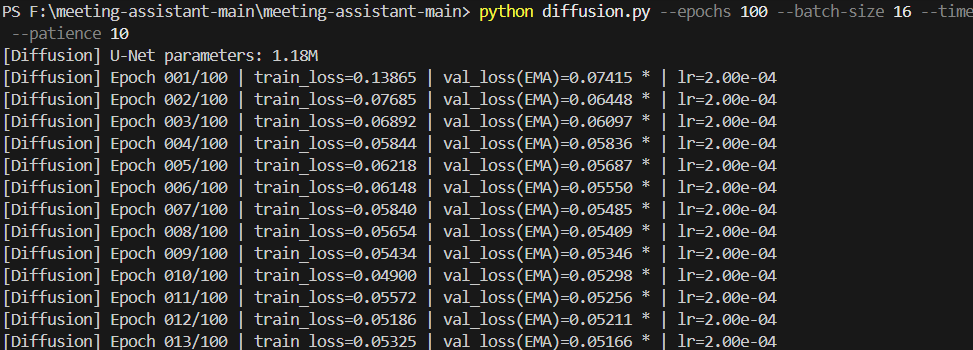 PS F:\meeting-assistant-main\meeting-assistant-main> python diffusion.py --epochs 100 --batch-size 16 --time
--patience 10
[Diffusion] U-Net parameters: 1.18M
[Diffusion] Epoch 001/100 | train_loss=0.13865 | val_loss(EMA)=0.07415 * | lr=2.00e-04
[Diffusion] Epoch 002/100 | train_loss=0.07685 | val_loss(EMA)=0.06448 * | lr=2.00e-04
[Diffusion] Epoch 003/100 | train_loss=0.06892 | val_loss(EMA)=0.06097 * | lr=2.00e-04
[Diffusion] Epoch 004/100 | train_loss=0.05844 | val_loss(EMA)=0.05836 * | lr=2.00e-04
[Diffusion] Epoch 005/100 | train_loss=0.06218 | val_loss(EMA)=0.05687 * | lr=2.00e-04
[Diffusion] Epoch 006/100 | train_loss=0.06148 | val_loss(EMA)=0.05550 * | lr=2.00e-04
[Diffusion] Epoch 007/100 | train_loss=0.05840 | val_loss(EMA)=0.05485 * | lr=2.00e-04
[Diffusion] Epoch 008/100 | train_loss=0.05654 | val_loss(EMA)=0.05409 * | lr=2.00e-04
[Diffusion] Epoch 009/100 | train_loss=0.05434 | val_loss(EMA)=0.05346 * | lr=2.00e-04
[Diffusion] Epoch 010/100 | train_loss=0.04900 | val_loss(EMA)=0.05298 * | lr=2.00e-04
[Diffusion] Epoch 011/100 | train_loss=0.05572 | val_loss(EMA)=0.05256 * | lr=2.00e-04
[Diffusion] Epoch 012/100 | train_loss=0.05186 | val_loss(EMA)=0.05211 * | lr=2.00e-04
[Diffusion] Epoch 013/100 | train_loss=0.05325 | val_loss(EMA)=0.05166 * | lr=2.00e-04